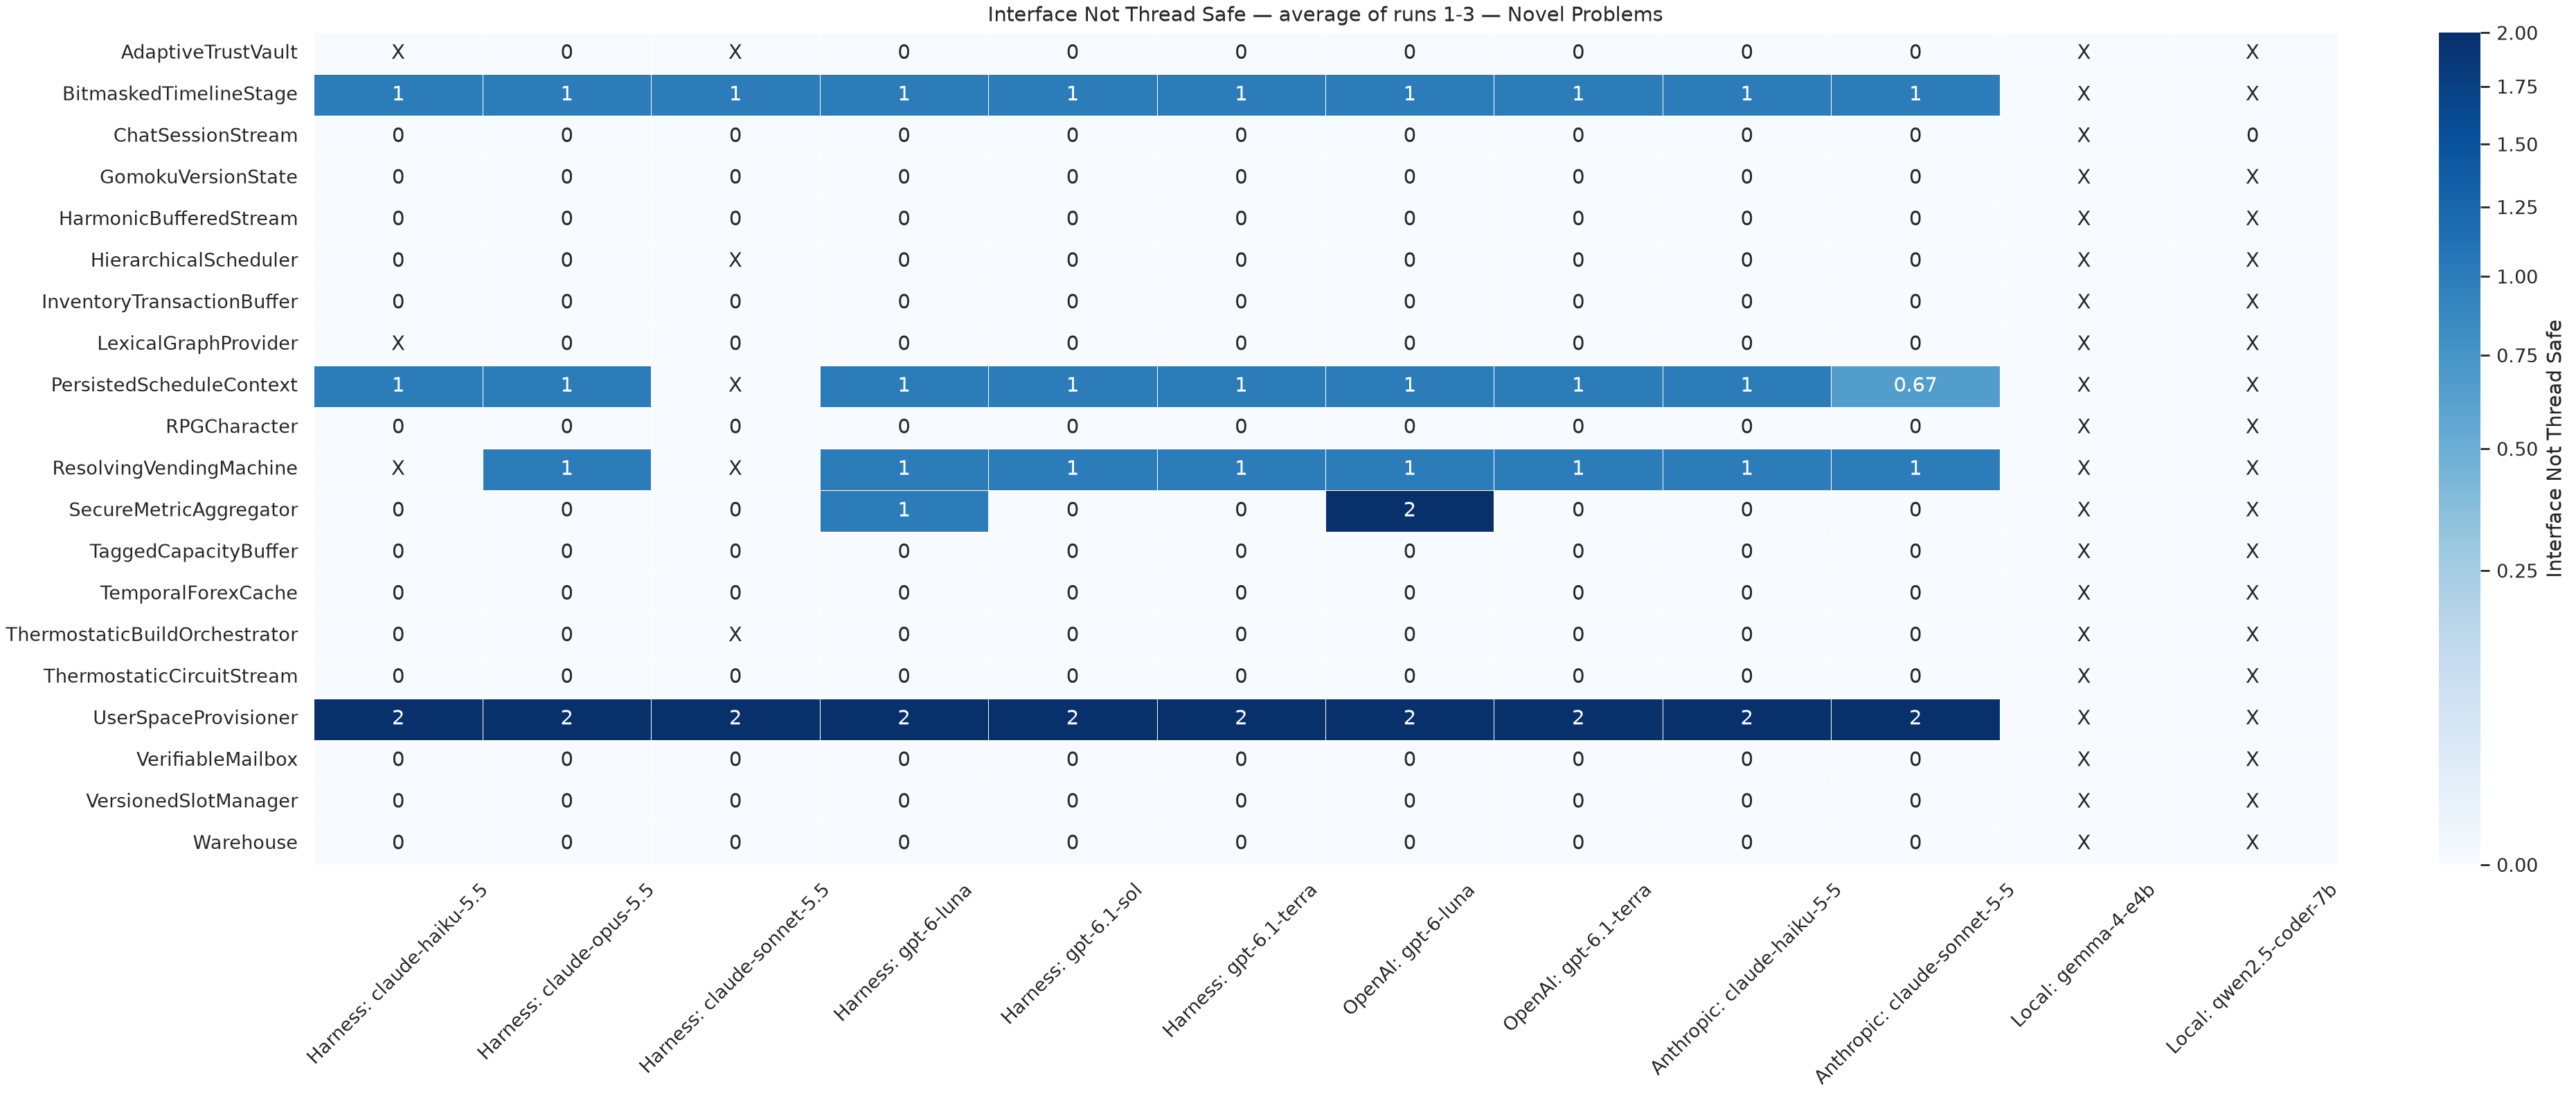 Interface Not Thread Safe — average of runs 1-3 — Novel Problems
AdaptiveTrustVault X 0 X 0 0 0 0 0 0 0 X X
BitmaskedTimelineStage 1 1 1 1 1 1 1 1 1 1 X X
ChatSessionStream 0 0 0 0 0 0 0 0 0 0 X 0
GomokuVersionState 0 0 0 0 0 0 0 0 0 0 X X
HarmonicBufferedStream 0 0 0 0 0 0 0 0 0 0 X X
HierarchicalScheduler 0 0 X 0 0 0 0 0 0 0 X X
InventoryTransactionBuffer 0 0 0 0 0 0 0 0 0 0 X X
LexicalGraphProvider X 0 0 0 0 0 0 0 0 0 X X
PersistedScheduleContext 1 1 X 1 1 1 1 1 1 0.67 X X
RPGCharacter 0 0 0 0 0 0 0 0 0 0 X X
ResolvingVendingMachine X 1 X 1 1 1 1 1 1 1 X X
SecureMetricAggregator 0 0 0 1 0 0 2 0 0 0 X X
TaggedCapacityBuffer 0 0 0 0 0 0 0 0 0 0 X X
TemporalForexCache 0 0 0 0 0 0 0 0 0 0 X X
ThermostaticBuildOrchestrator 0 0 X 0 0 0 0 0 0 0 X X
ThermostaticCircuitStream 0 0 0 0 0 0 0 0 0 0 X X
UserSpaceProvisioner 2 2 2 2 2 2 2 2 2 2 X X
VerifiableMailbox 0 0 0 0 0 0 0 0 0 0 X X
VersionedSlotManager 0 0 0 0 0 0 0 0 0 0 X X
Warehouse 0 0 0 0 0 0 0 0 0 0 X X
Harness: claude-haiku-5.5
Harness: claude-opus-5.5
Harness: claude-sonnet-5.5
Harness: gpt-6-luna
Harness: gpt-6.1-sol
Harness: gpt-6.1-terra
OpenAI: gpt-6-luna
OpenAI: gpt-6.1-terra
Anthropic: claude-haiku-5-5
Anthropic: claude-sonnet-5-5
Local: gemma-4-e4b
Local: qwen2.5-coder-7b
2.00
1.75
1.50
1.25
1.00
0.75
0.50
0.25
0.00
Interface Not Thread Safe